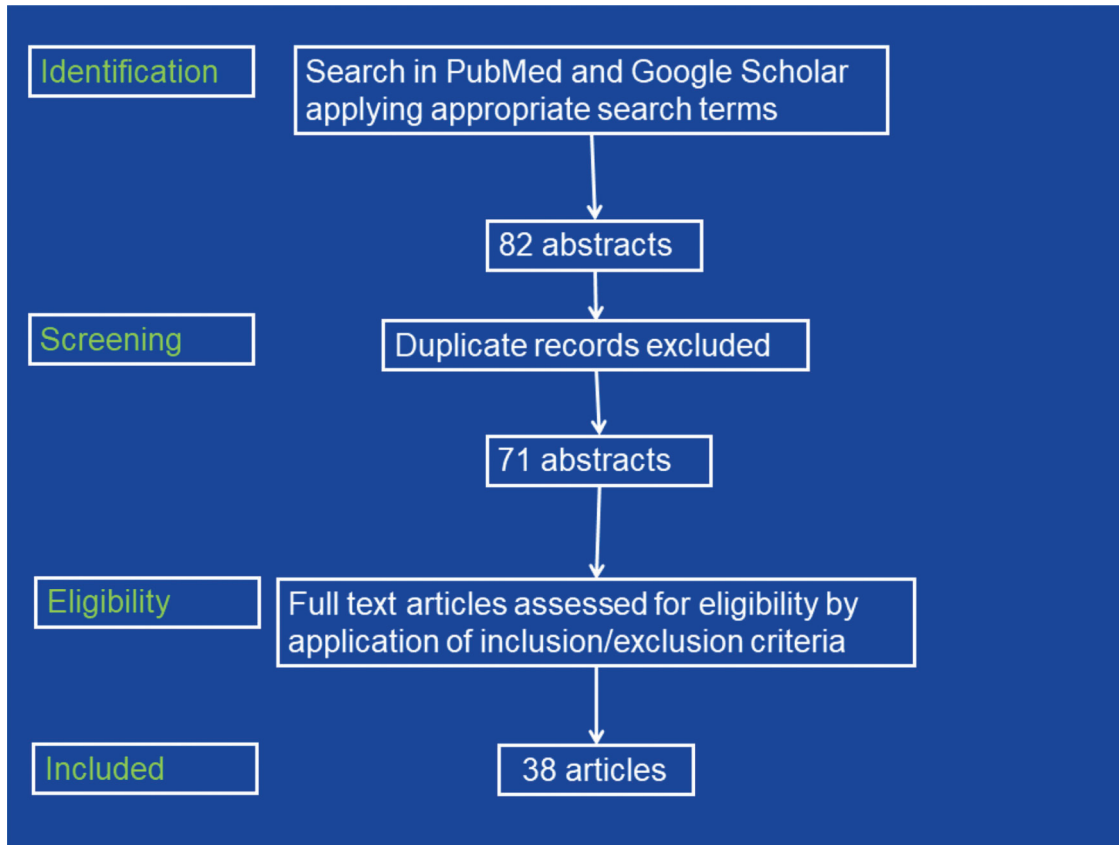 Identification
Search in PubMed and Google Scholar
applying appropriate search terms
82 abstracts
Screening
Duplicate records excluded
71 abstracts
Eligibility
Full text articles assessed for eligibility by
application of inclusion/exclusion criteria
Included
38 articles